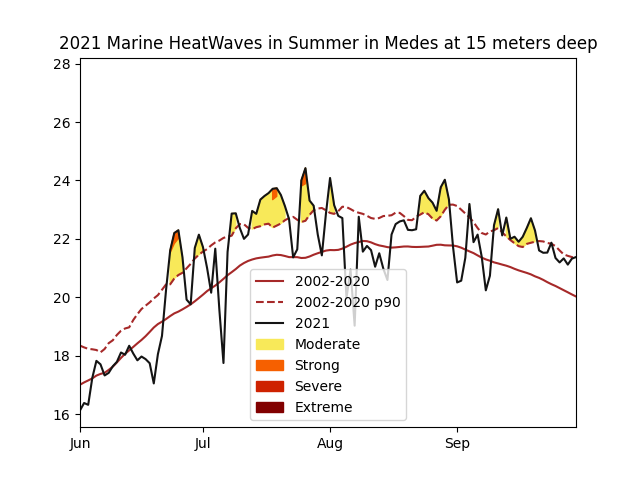 2021 Marine HeatWaves in Summer in Medes at 15 meters deep
28
26
24
22
20
18
16
Jun
Jul
Aug
Sep
2002-2020
2002-2020 p90
2021
Moderate
Strong
Severe
Extreme